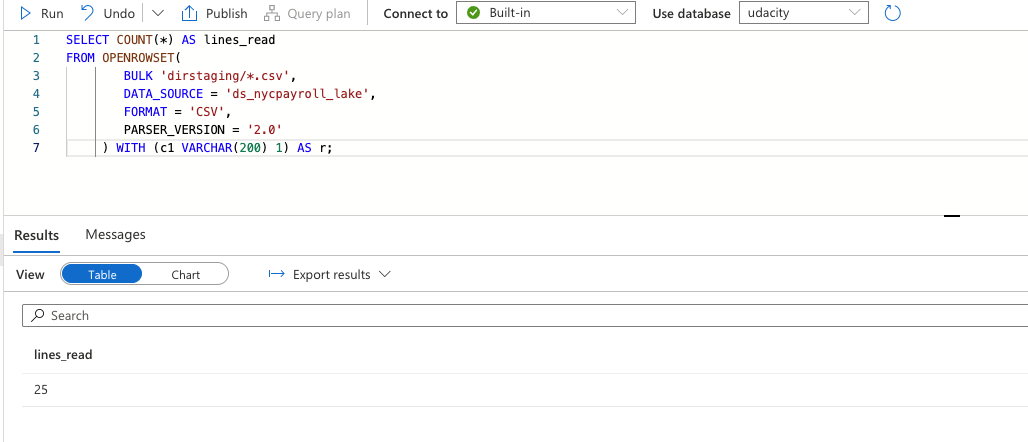 Run Undo Publish Query plan Connect to Built-in Use database udacity
1 SELECT COUNT(*) AS lines_read
2 FROM OPENROWSET(
3 BULK 'dirstaging/*.csv',
4 DATA_SOURCE = 'ds_nycpayroll_lake',
5 FORMAT = 'CSV',
6 PARSER_VERSION = '2.0'
7 ) WITH (c1 VARCHAR(200) 1) AS r;
Results Messages
View Table Chart Export results
Search
lines_read
25